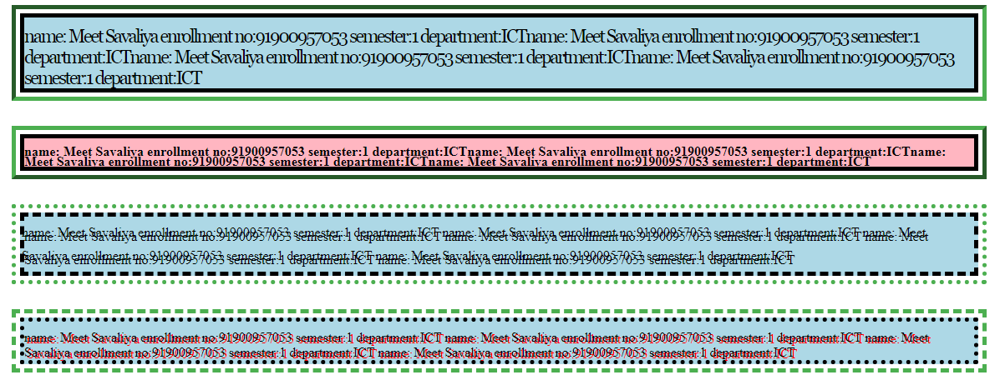 name: Meet Savaliya enrollment no:91900957053 semester:1 department:ICTname: Meet Savaliya enrollment no:91900957053 semester:1
department:ICTname: Meet Savaliya enrollment no:91900957053 semester:1 department:ICTname: Meet Savaliya enrollment no:91900957053
semester:1 department:ICT
name: Meet Savaliya enrollment no:91900957053 semester:1 department:ICTname: Meet Savaliya enrollment no:91900957053 semester:1 department:ICTname:
Meet Savaliya enrollment no:91900957053 semester:1 department:ICTname: Meet Savaliya enrollment no:91900957053 semester:1 department:ICT
name: Meet Savaliya enrollment no:91900957053 semester:1 department:ICT name: Meet Savaliya enrollment no:91900957053 semester:1 department:ICT name: Meet
Savaliya enrollment no:91900957053 semester:1 department:ICT name: Meet Savaliya enrollment no:91900957053 semester:1 department:ICT
name: Meet Savaliya enrollment no:91900957053 semester:1 department:ICT name: Meet Savaliya enrollment no:91900957053 semester:1 department:ICT name: Meet
Savaliya enrollment no:91900957053 semester:1 department:ICT name: Meet Savaliya enrollment no:91900957053 semester:1 department:ICT